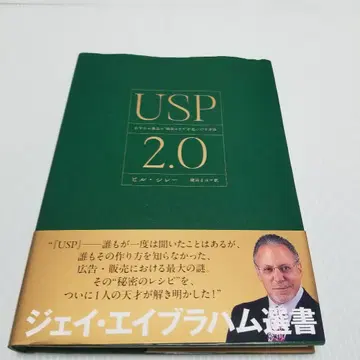 USP
2.0
ビル・シレー
“『USP』──誰もが一度は聞いたことはあるが、
誰もその作り方を知らなかった、
広告・販売における最大の謎。
その“秘密のレシピ”を、
ついに1人の天才が解き明かした！”
ジェイ・エイブラハム選書